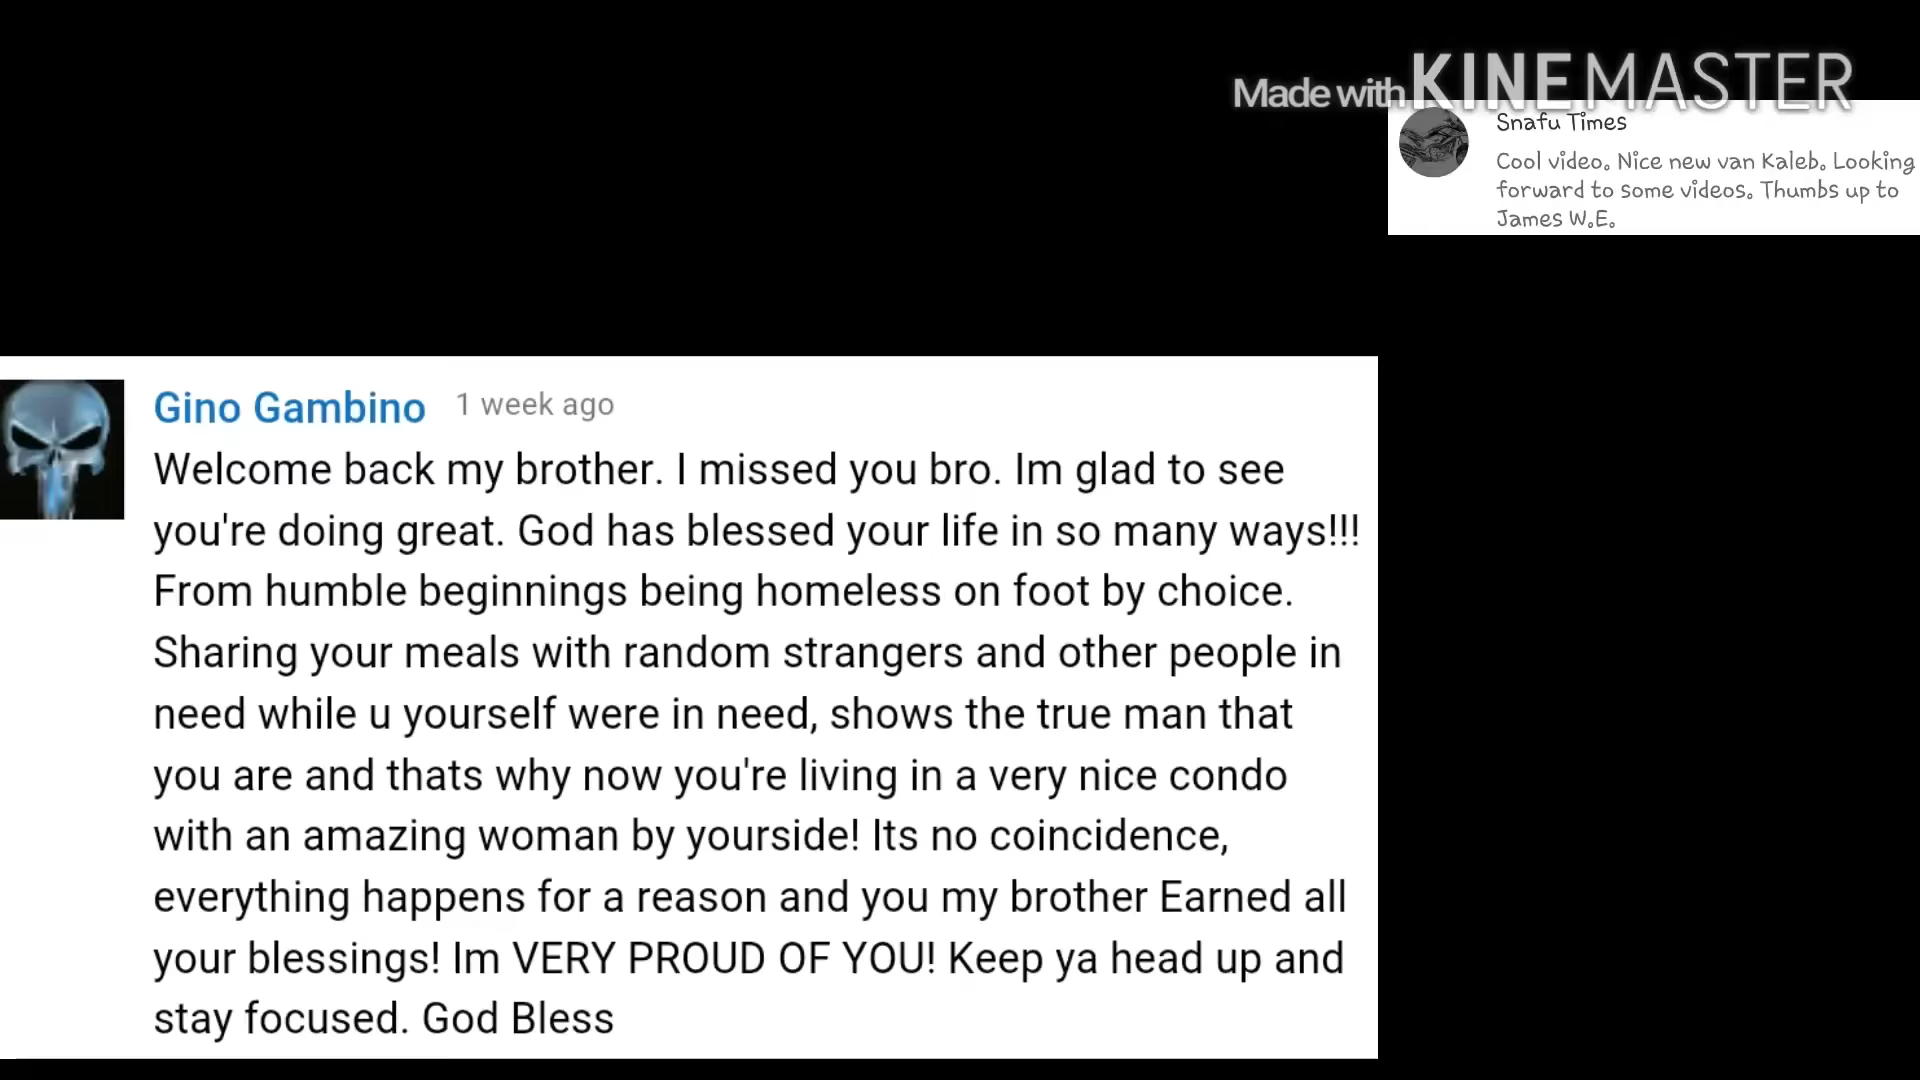 Made with KINEMASTER
Snafu Times
Cool video. Nice new van Kaleb. Looking
forward to some videos. Thumbs up to
James W.E.
Gino Gambino 1 week ago
Welcome back my brother. I missed you bro. Im glad to see
you're doing great. God has blessed your life in so many ways!!!
From humble beginnings being homeless on foot by choice.
Sharing your meals with random strangers and other people in
need while u yourself were in need, shows the true man that
you are and thats why now you're living in a very nice condo
with an amazing woman by yourside! Its no coincidence,
everything happens for a reason and you my brother Earned all
your blessings! Im VERY PROUD OF YOU! Keep ya head up and
stay focused. God Bless